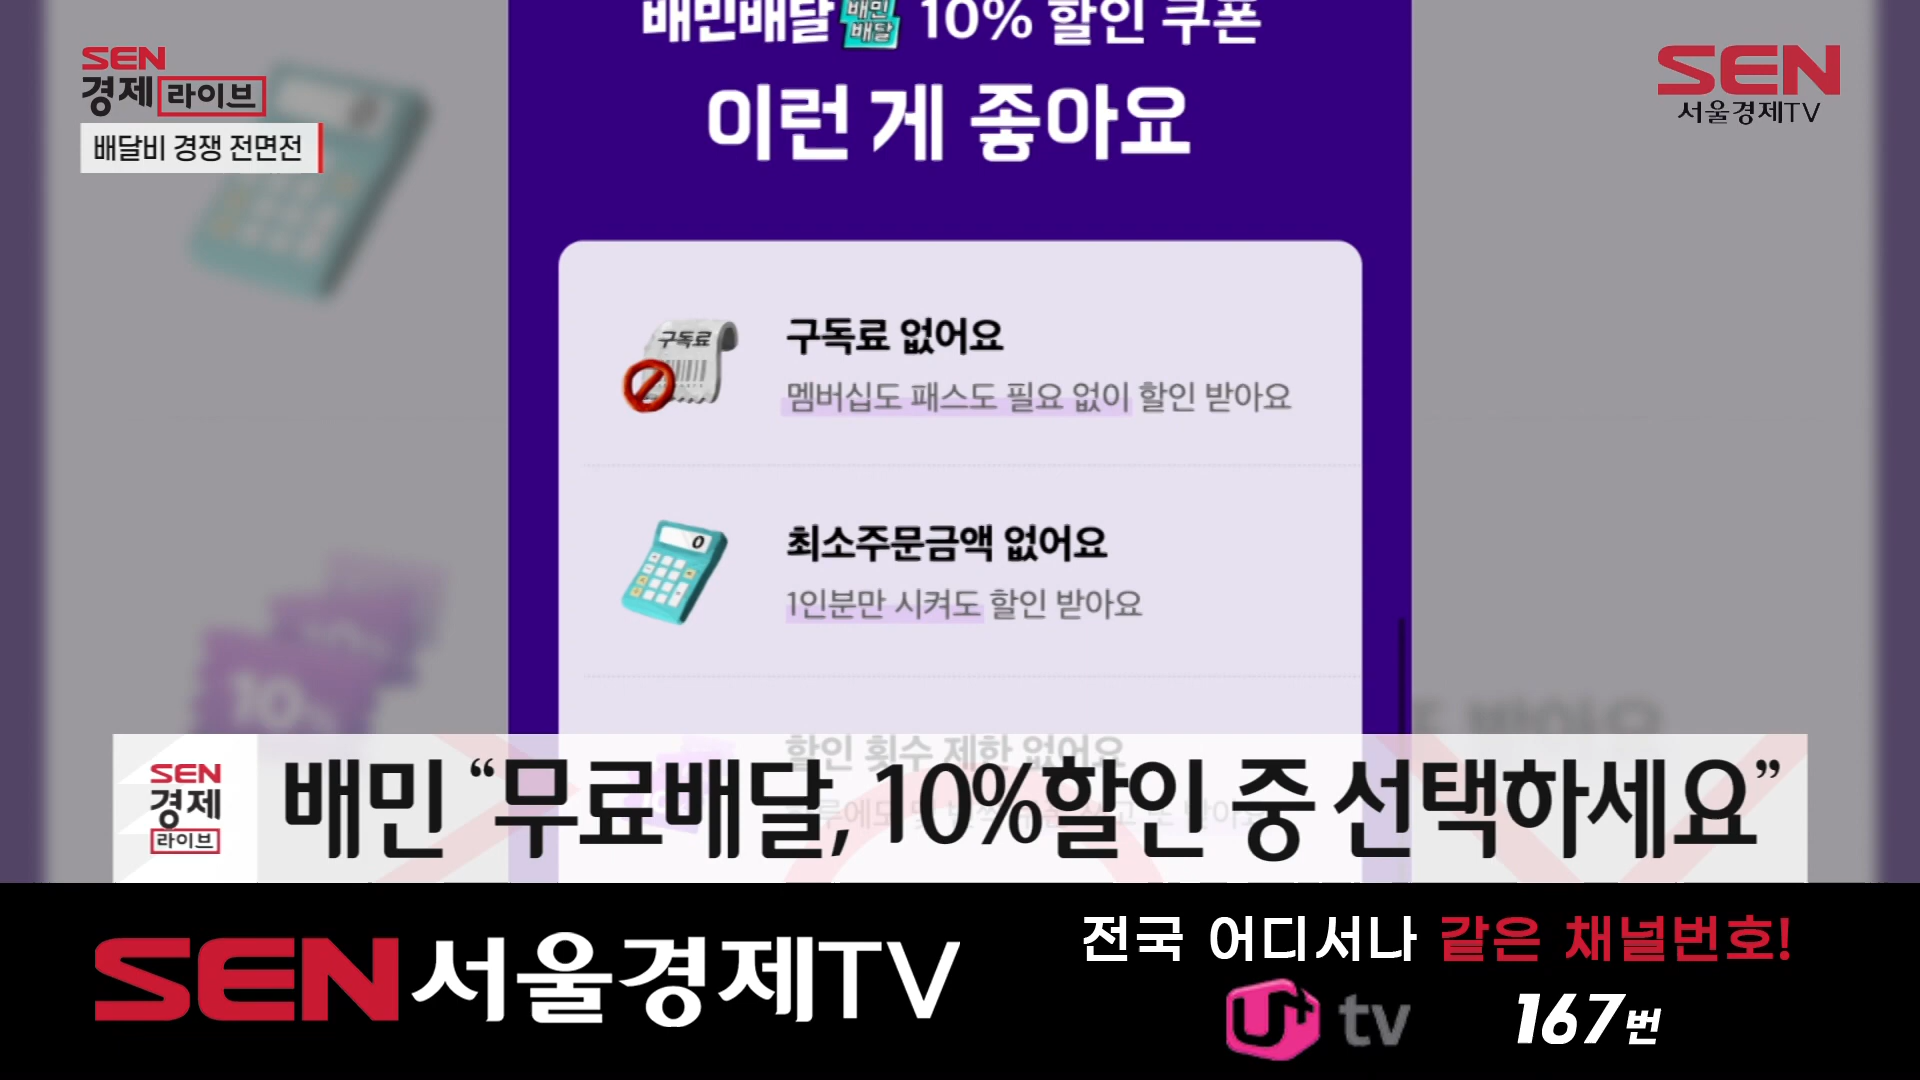 배민배달 배민배달 10% 할인 쿠폰
이런 게 좋아요
SEN
경제 라이브
배달비 경쟁 전면전
SEN
서울경제TV
구독료
구독료 없어요
멤버십도 패스도 필요 없이 할인 받아요
0
최소주문금액 없어요
1인분만 시켜도 할인 받아요
10%
할인 횟수 제한 없어요
받아요
SEN
경제
라이브
배민 “무료배달, 10%할인 중 선택하세요”
SEN 서울경제TV
전국 어디서나 같은 채널번호!
U+ tv
167번